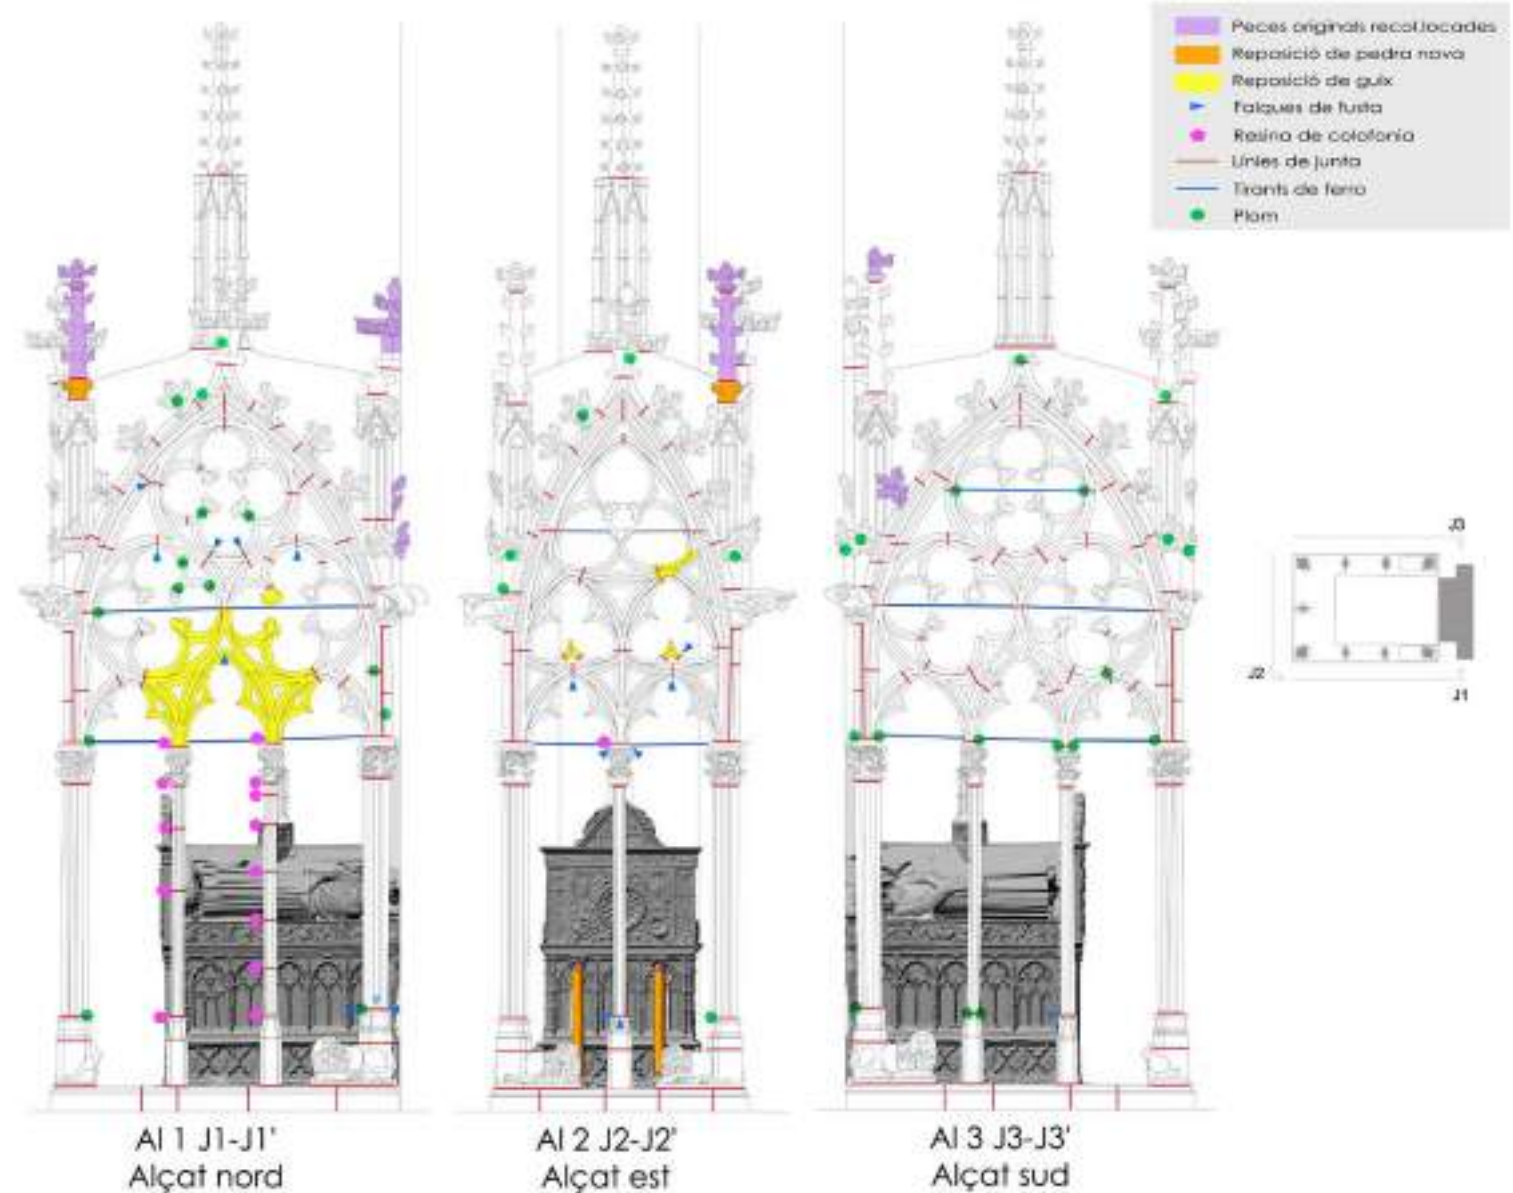 Peces originals recol.locades
Reposició de pedra nova
Reposició de guix
Falques de fusta
Resina de colofonia
Línies de junta
Tirants de ferro
Plom
J3
J2
J1
Al 1 J1-J1'
Alçat nord
Al 2 J2-J2'
Alçat est
Al 3 J3-J3'
Alçat sud